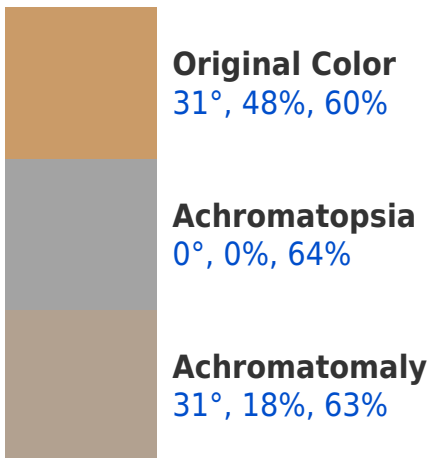 Original Color
31°, 48%, 60%
Achromatopsia
0°, 0%, 64%
Achromatomaly
31°, 18%, 63%